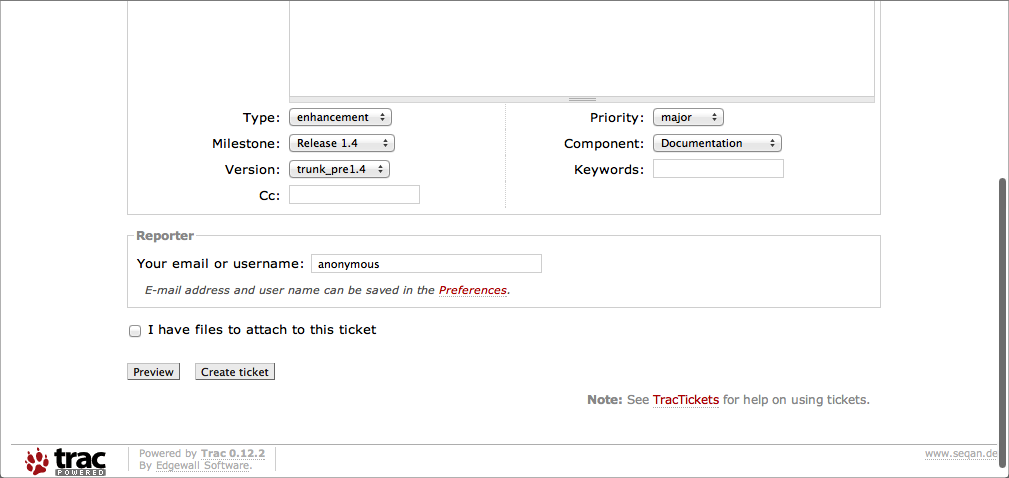 Type: enhancement Priority: major
Milestone: Release 1.4 Component: Documentation
Version: trunk_pre1.4 Keywords:
Cc:
Reporter
Your email or username: anonymous
E-mail address and user name can be saved in the Preferences.
I have files to attach to this ticket
Preview Create ticket
Note: See TracTickets for help on using tickets.
trac POWERED
Powered by Trac 0.12.2
By Edgewall Software.
www.seqan.de